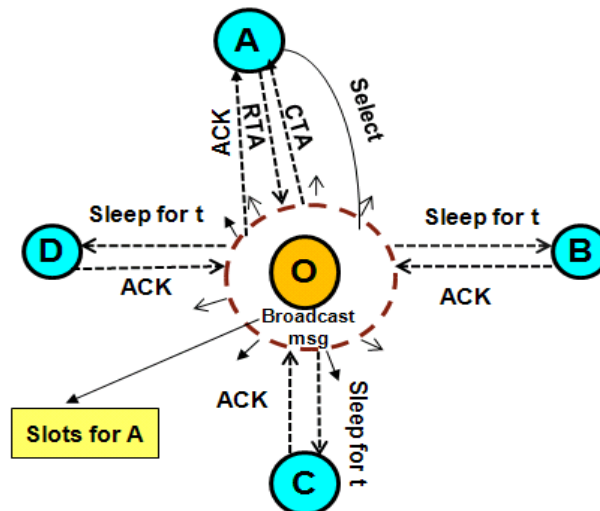 A
Select
ACK
RTA
CTA
Sleep for t
D
ACK
O
Broadcast
msg
Sleep for t
B
ACK
Slots for A
ACK
Sleep for t
C